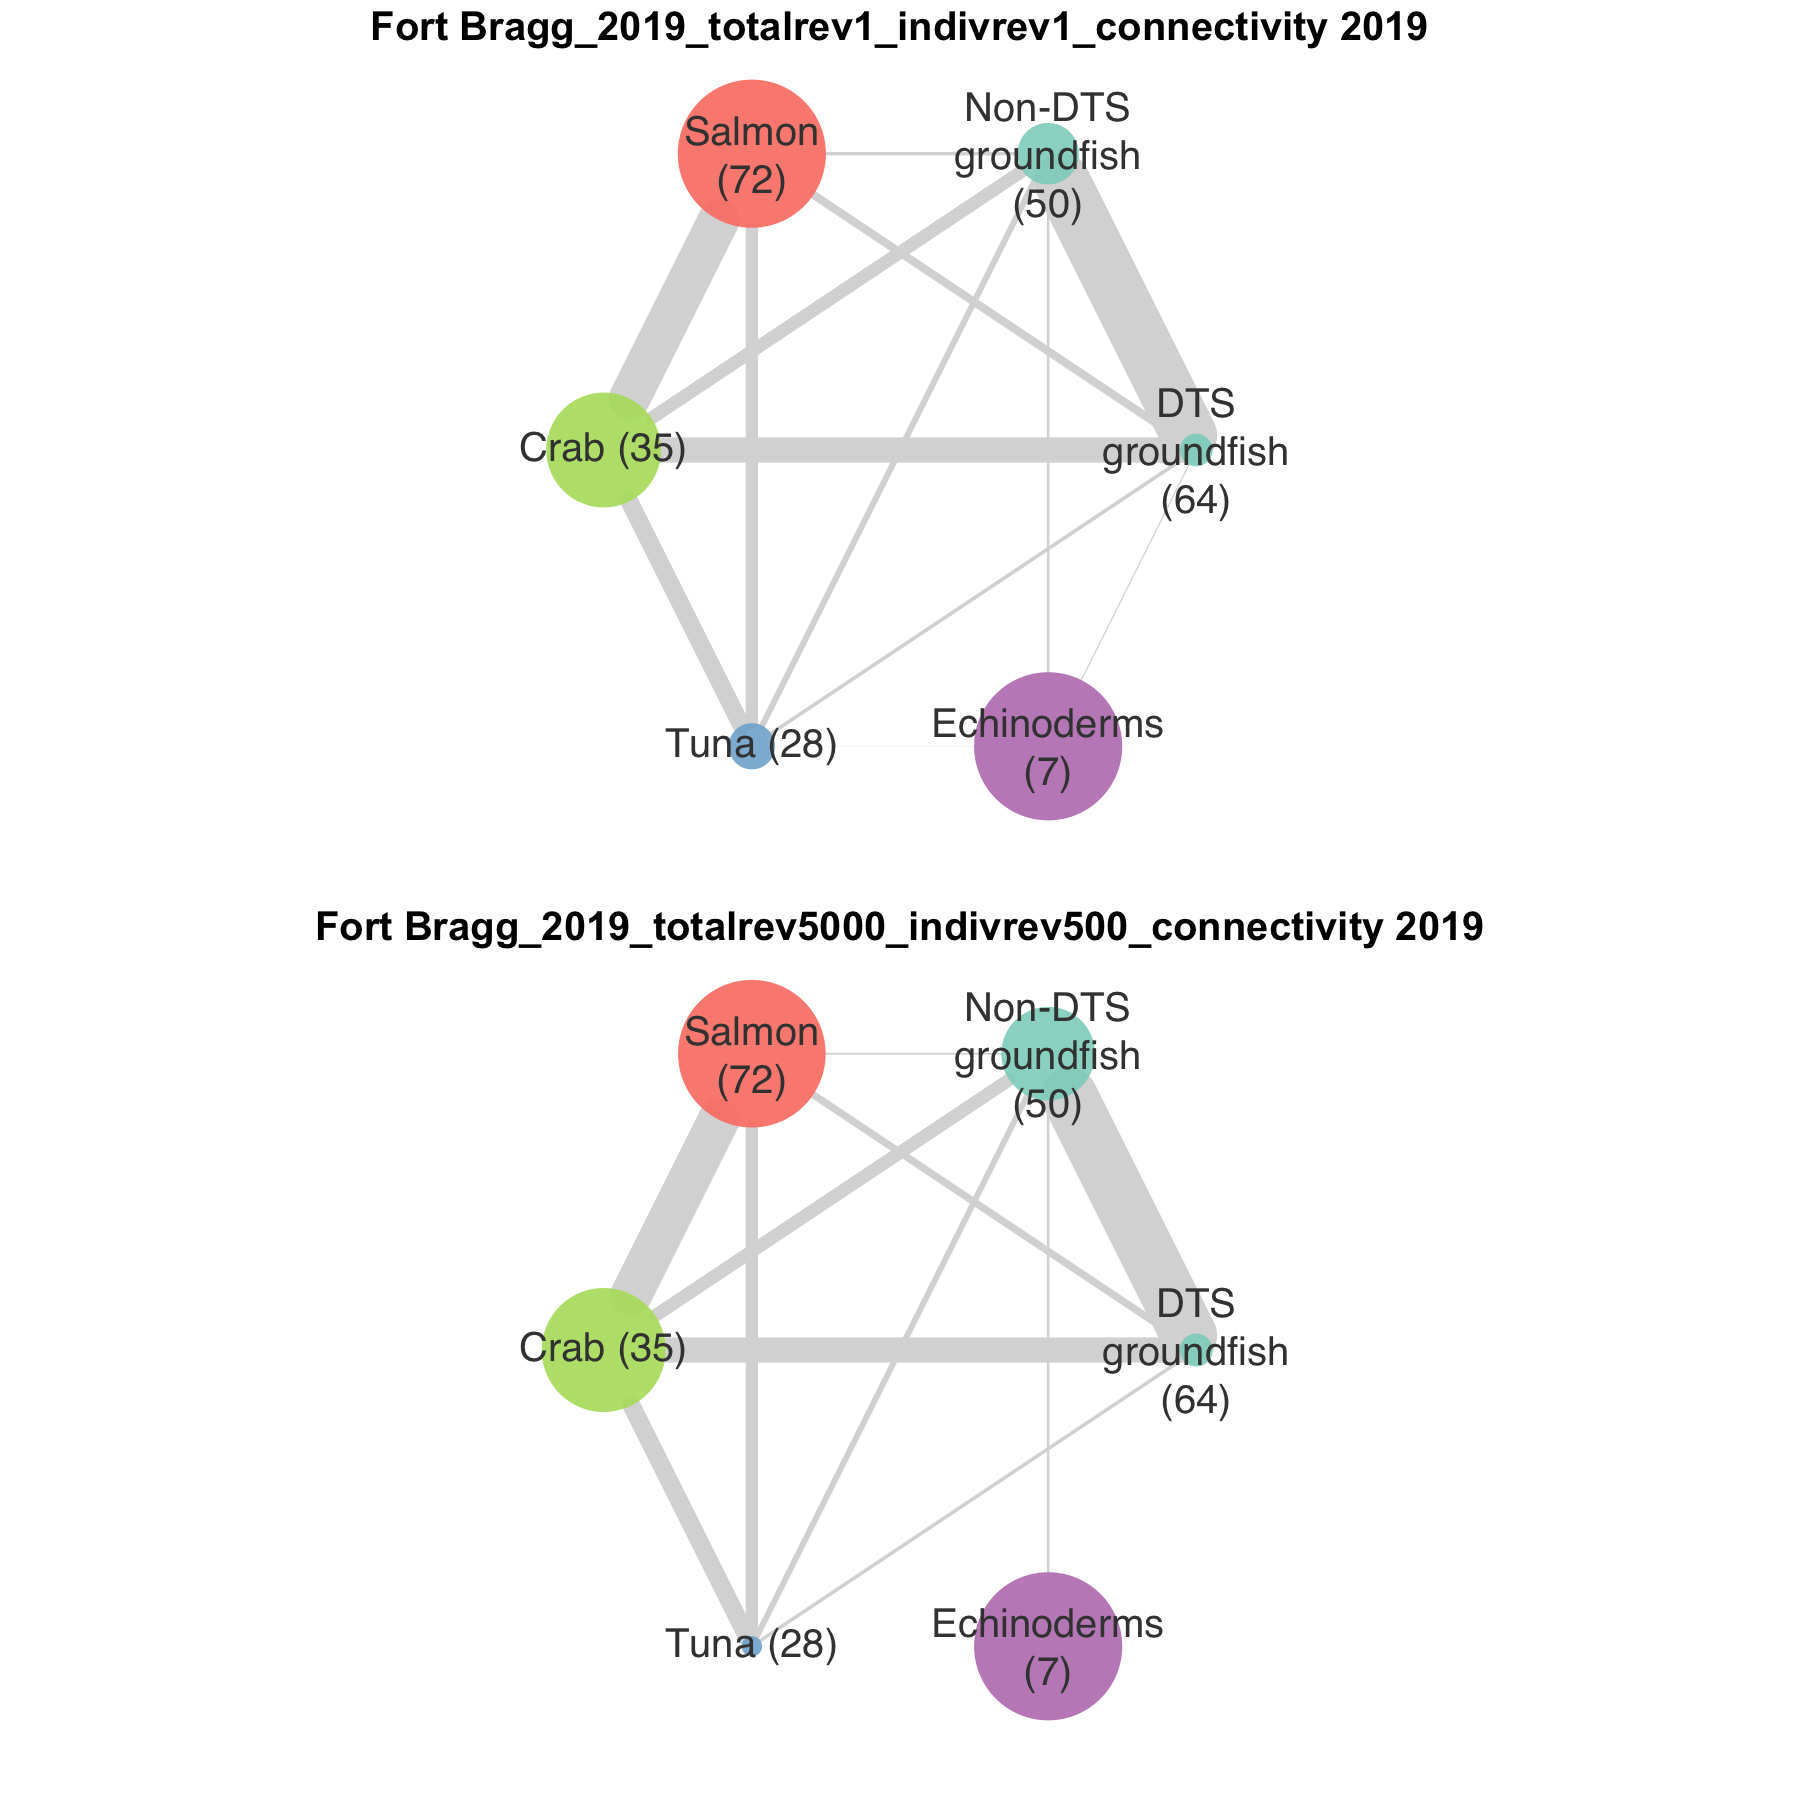 Fort Bragg_2019_totalrev1_indivrev1_connectivity 2019
Salmon
(72)
Non-DTS
groundfish
(50)
Crab (35)
DTS
groundfish
(64)
Tuna (28)
Echinoderms
(7)
Fort Bragg_2019_totalrev5000_indivrev500_connectivity 2019
Salmon
(72)
Non-DTS
groundfish
(50)
Crab (35)
DTS
groundfish
(64)
Tuna (28)
Echinoderms
(7)